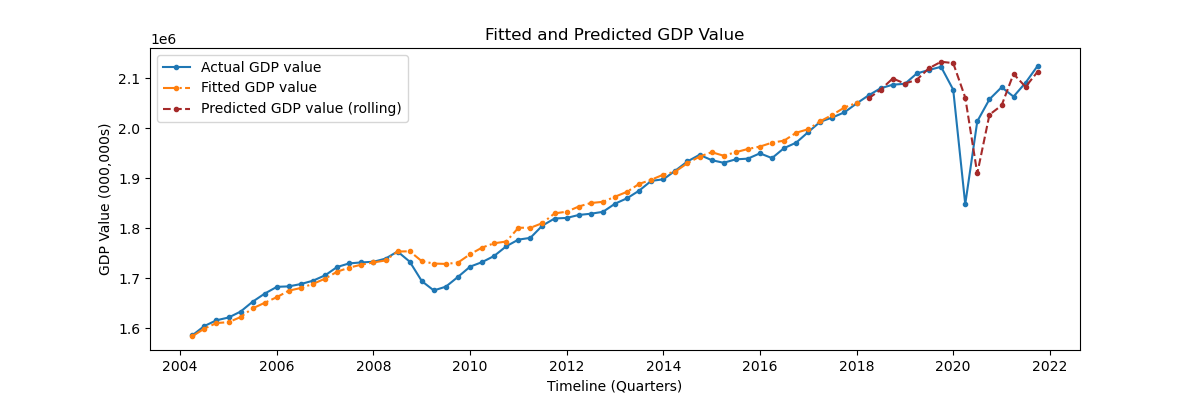 Fitted and Predicted GDP Value
1e6
Actual GDP value
Fitted GDP value
Predicted GDP value (rolling)
2.1
2.0
1.9
1.8
1.7
1.6
GDP Value (000,000s)
2004 2006 2008 2010 2012 2014 2016 2018 2020 2022
Timeline (Quarters)